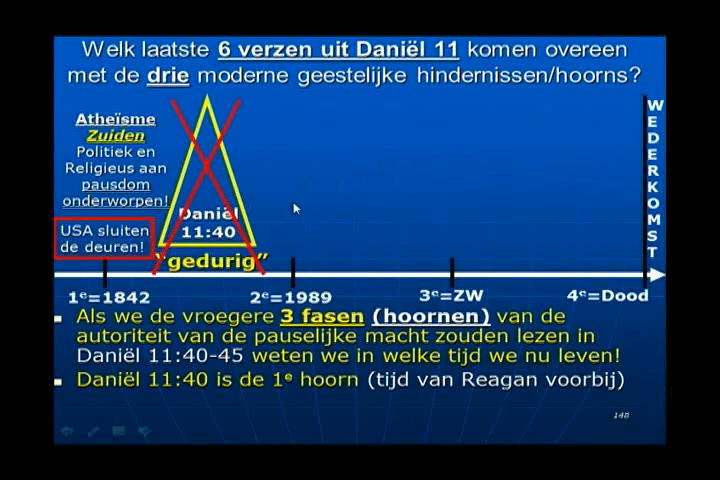 Welk laatste 6 verzen uit Daniël 11 komen overeen
met de drie moderne geestelijke hindernissen/hoorns?
Atheïsme
Zuiden
Politiek en
Religieus aan
pausdom
onderworpen!
USA sluiten
de deuren!
Daniël
11:40
"gedurig"
W
E
D
E
R
K
O
M
S
T
1e=1842
2e=1989
3e=ZW
4e=Dood
Als we de vroegere 3 fasen (hoornen) van de
autoriteit van de pauselijke macht zouden lezen in
Daniël 11:40-45 weten we in welke tijd we nu leven!
Daniël 11:40 is de 1e hoorn (tijd van Reagan voorbij)
148